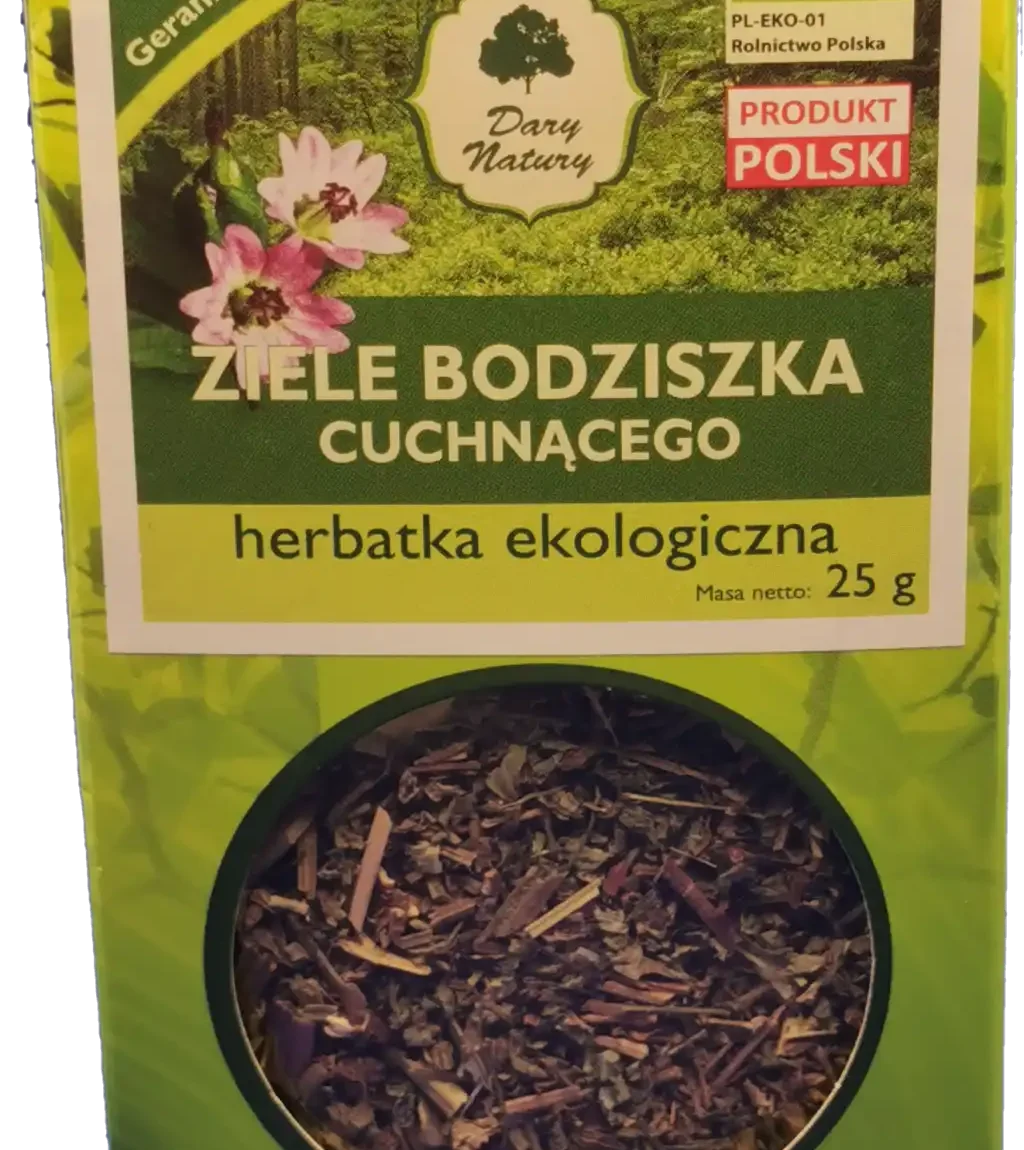 PL-EKO-01
Rolnictwo Polska
Dary
Natury
PRODUKT
POLSKI
ZIELE BODZISZKA
CUCHNĄCEGO
herbatka ekologiczna
Masa netto: 25 g